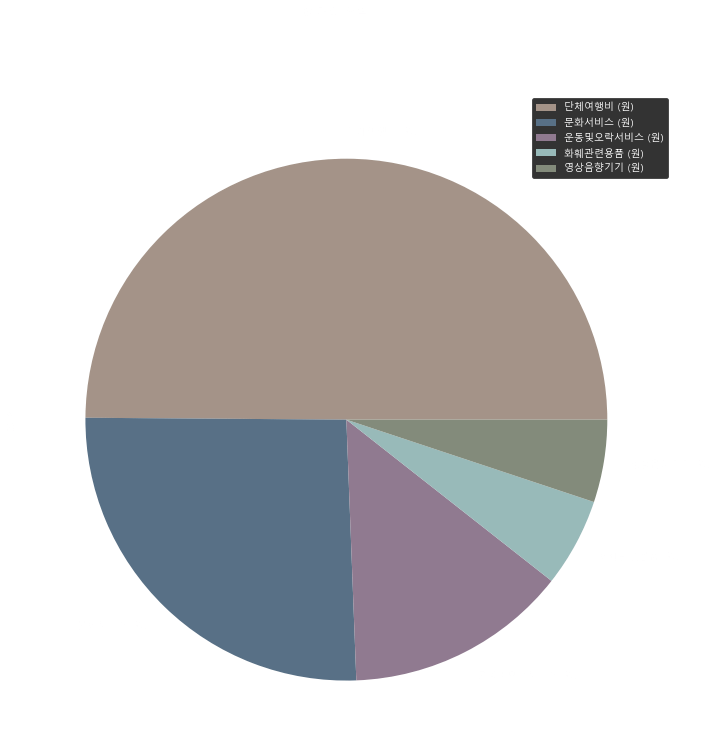 단체여행비 (원)
문화서비스 (원)
운동및오락서비스 (원)
화훼관련용품 (원)
영상음향기기 (원)